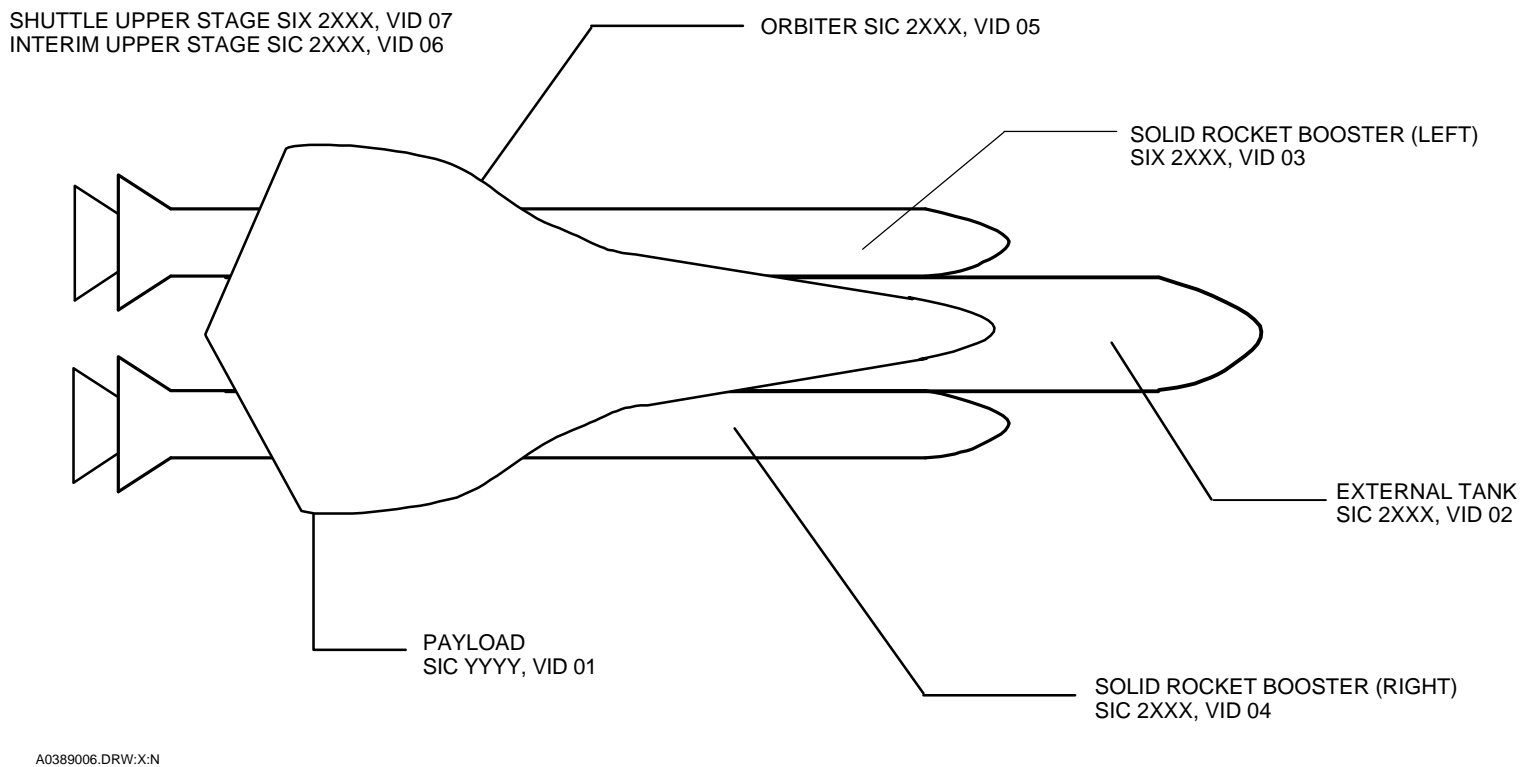 SHUTTLE UPPER STAGE SIX 2XXX, VID 07
INTERIM UPPER STAGE SIC 2XXX, VID 06
ORBITER SIC 2XXX, VID 05
SOLID ROCKET BOOSTER (LEFT)
SIX 2XXX, VID 03
EXTERNAL TANK
SIC 2XXX, VID 02
PAYLOAD
SIC YYYY, VID 01
SOLID ROCKET BOOSTER (RIGHT)
SIC 2XXX, VID 04
A0389006.DRW:X:N